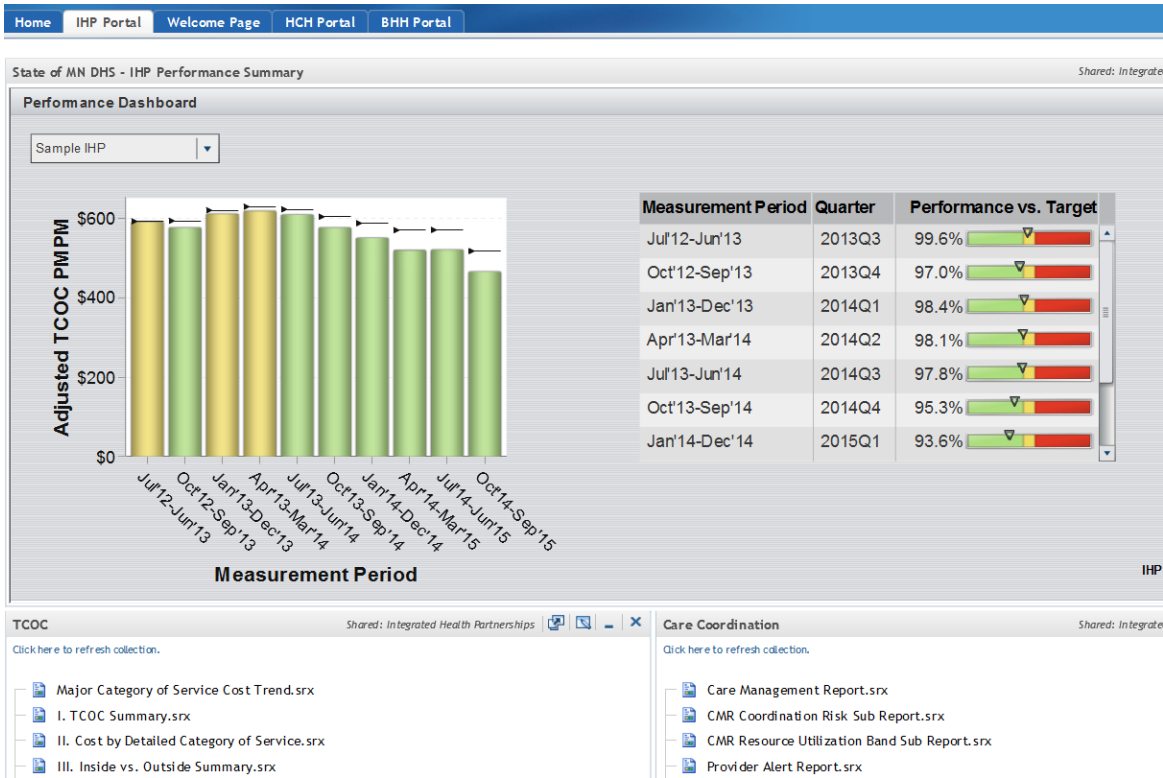 Home IHP Portal Welcome Page HCH Portal BHH Portal
State of MN DHS - IHP Performance Summary Shared: Integrate
Performance Dashboard
Sample IHP
Adjusted TCOC PMPM
$600
$400
$200
$0
Jul'12-Jun'13
Oct'12-Sep'13
Jan'13-Dec'13
Apr'13-Mar'14
Jul'13-Jun'14
Oct'13-Sep'14
Jan'14-Dec'14
Apr'14-Mar'15
Jul'14-Jun'15
Oct'14-Sep'15
Measurement Period
Measurement Period Quarter Performance vs. Target
Jul'12-Jun'13 2013Q3 99.6%
Oct'12-Sep'13 2013Q4 97.0%
Jan'13-Dec'13 2014Q1 98.4%
Apr'13-Mar'14 2014Q2 98.1%
Jul'13-Jun'14 2014Q3 97.8%
Oct'13-Sep'14 2014Q4 95.3%
Jan'14-Dec'14 2015Q1 93.6%
IHP
TCOC Shared: Integrated Health Partnerships
Click here to refresh collection.
Major Category of Service Cost Trend.srx
I. TCOC Summary.srx
II. Cost by Detailed Category of Service.srx
III. Inside vs. Outside Summary.srx
Care Coordination Shared: Integrate
Click here to refresh collection.
Care Management Report.srx
CMR Coordination Risk Sub Report.srx
CMR Resource Utilization Band Sub Report.srx
Provider Alert Report.srx